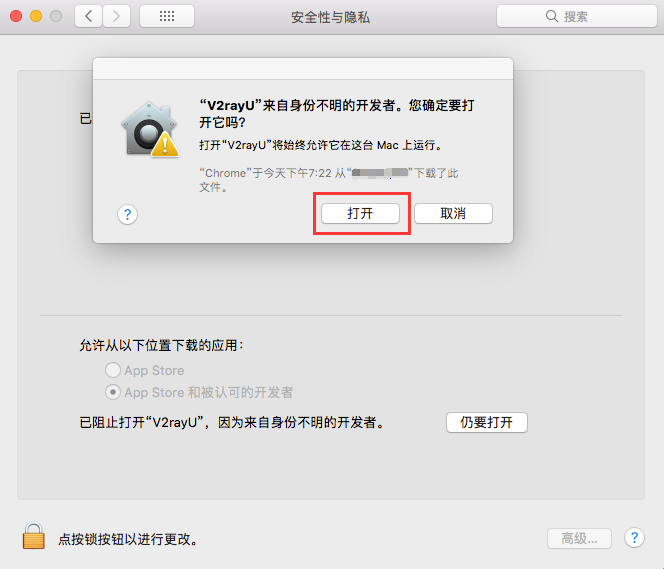 安全性与隐私
搜索
已
“V2rayU”来自身份不明的开发者。您确定要打
开它吗？
打开“V2rayU”将始终允许它在这台 Mac 上运行。
“Chrome”于今天下午7:22 从“ ”下载了此
文件。
?
打开
取消
允许从以下位置下载的应用：
App Store
App Store 和被认可的开发者
已阻止打开“V2rayU”，因为来自身份不明的开发者。
仍要打开
点按锁按钮以进行更改。
高级...
?